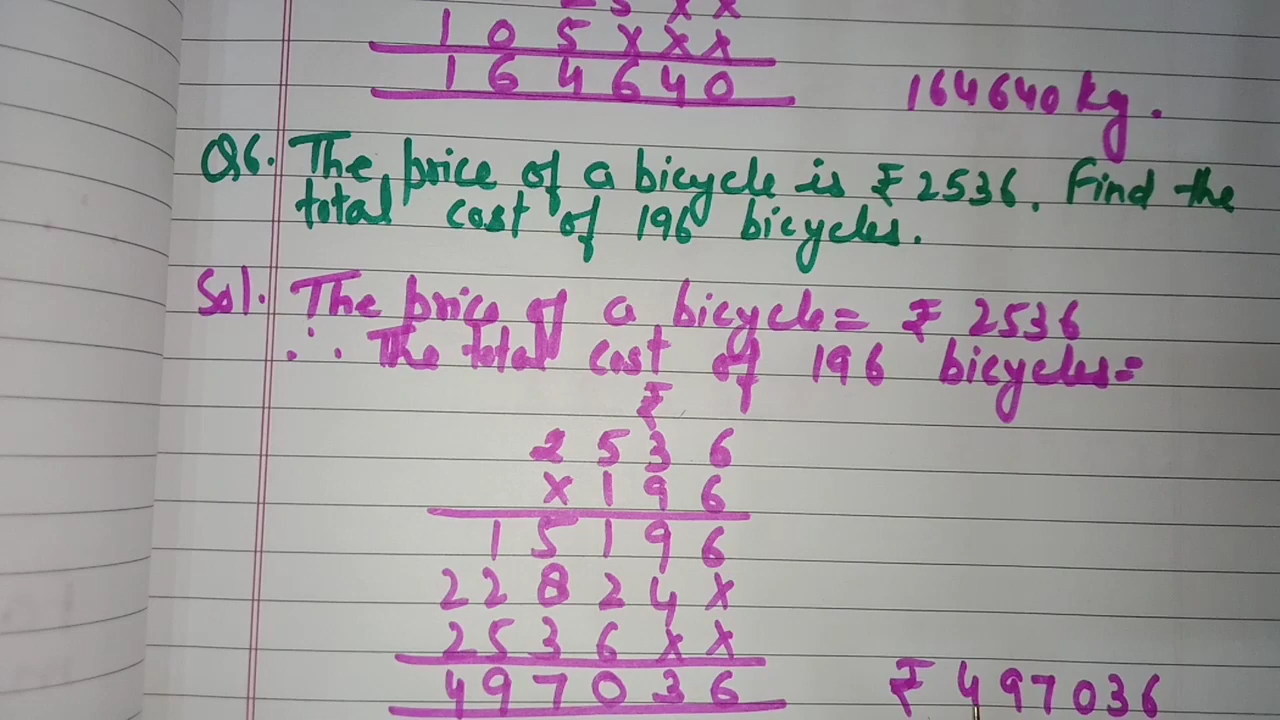 1 0 5 x x x
1 6 4 6 4 0
164640 kg.
Q6. The price of a bicycle is ₹ 2536. Find the
total cost of 196 bicycles.
Sol. The price of a bicycle = ₹ 2536
∴ The total cost of 196 bicycles =
₹
2 5 3 6
x 1 9 6
1 5 1 9 6
2 2 8 2 4 x
2 5 3 6 x x
4 9 7 0 3 6
₹ 497036